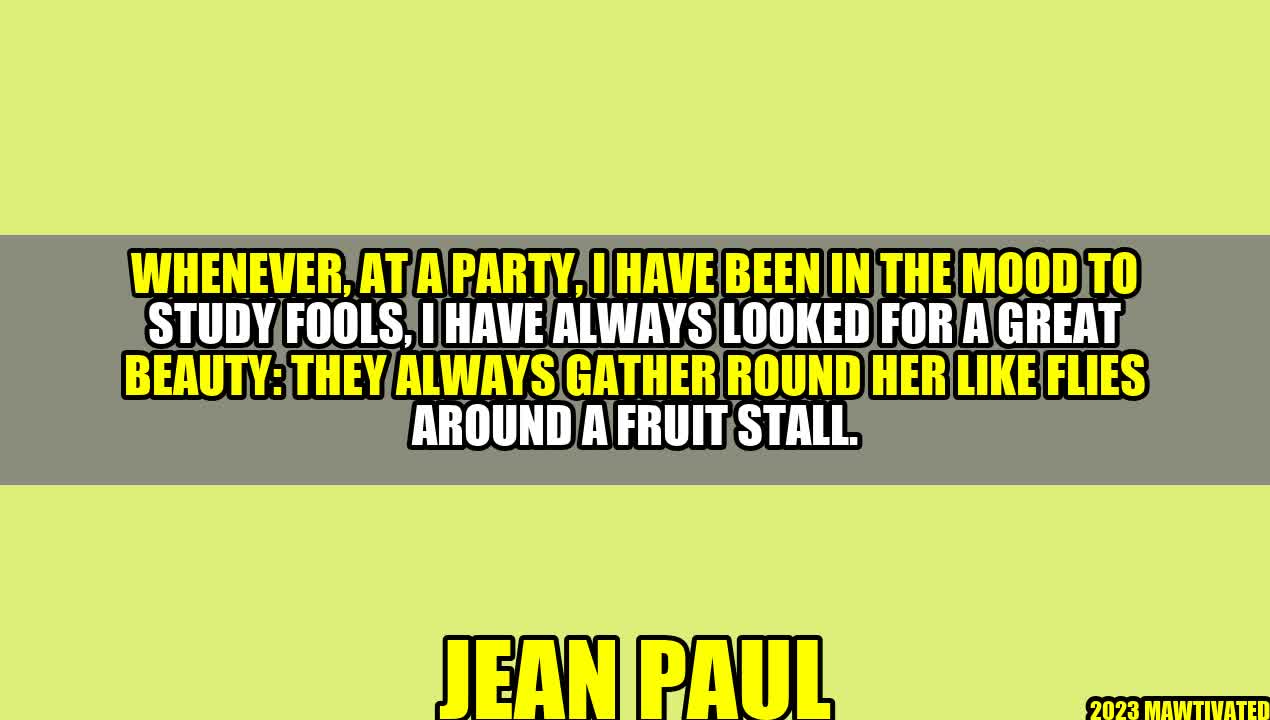 WHENEVER, AT A PARTY, I HAVE BEEN IN THE MOOD TO
STUDY FOOLS, I HAVE ALWAYS LOOKED FOR A GREAT
BEAUTY: THEY ALWAYS GATHER ROUND HER LIKE FLIES
AROUND A FRUIT STALL.
JEAN PAUL
2023 MAWTIVATED